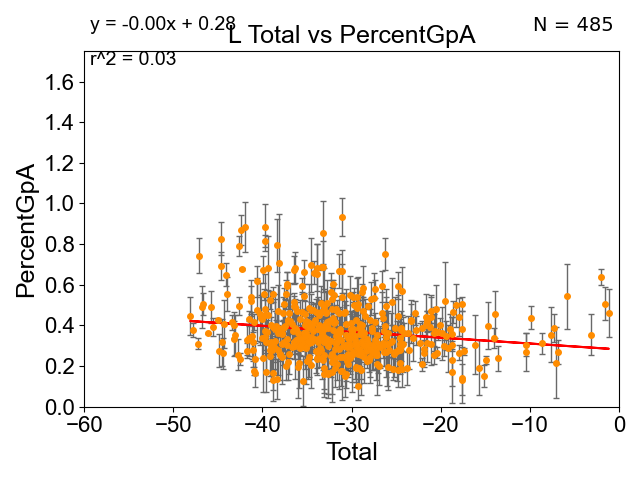 y = -0.00x + 0.28
N = 485
L Total vs PercentGpA
r^2 = 0.03
1.6
1.4
1.2
1.0
0.8
0.6
0.4
0.2
0.0
PercentGpA
−60 −50 −40 −30 −20 −10 0
Total